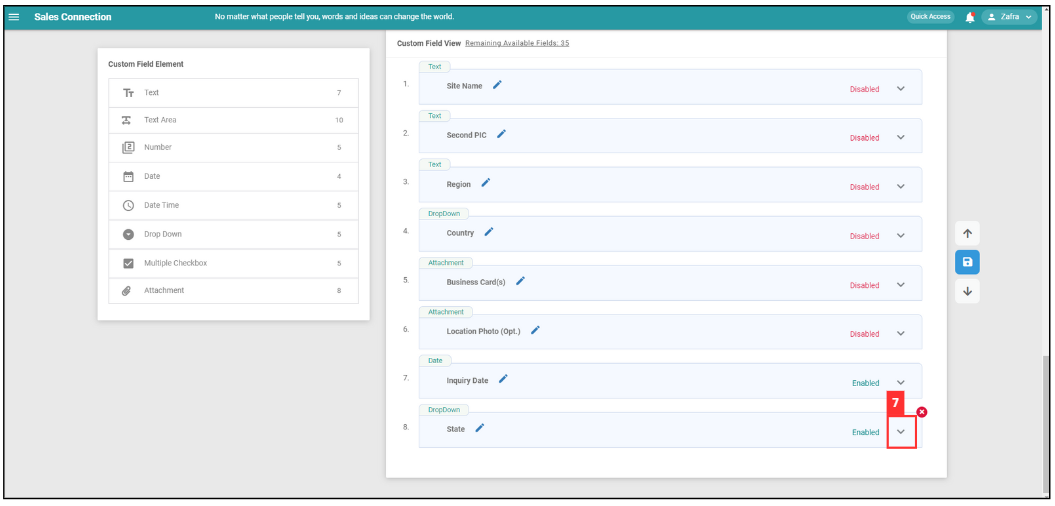 Sales Connection
No matter what people tell you, words and ideas can change the world.
Quick Access
Zafra
Custom Field Element
Text 7
Text Area 10
Number 5
Date 4
Date Time 5
Drop Down 5
Multiple Checkbox 5
Attachment 8
Custom Field View Remaining Available Fields: 35
Text
1. Site Name Disabled
Text
2. Second PIC Disabled
Text
3. Region Disabled
DropDown
4. Country Disabled
Attachment
5. Business Card(s) Disabled
Attachment
6. Location Photo (Opt.) Disabled
Date
7. Inquiry Date Enabled
7
DropDown
8. State Enabled